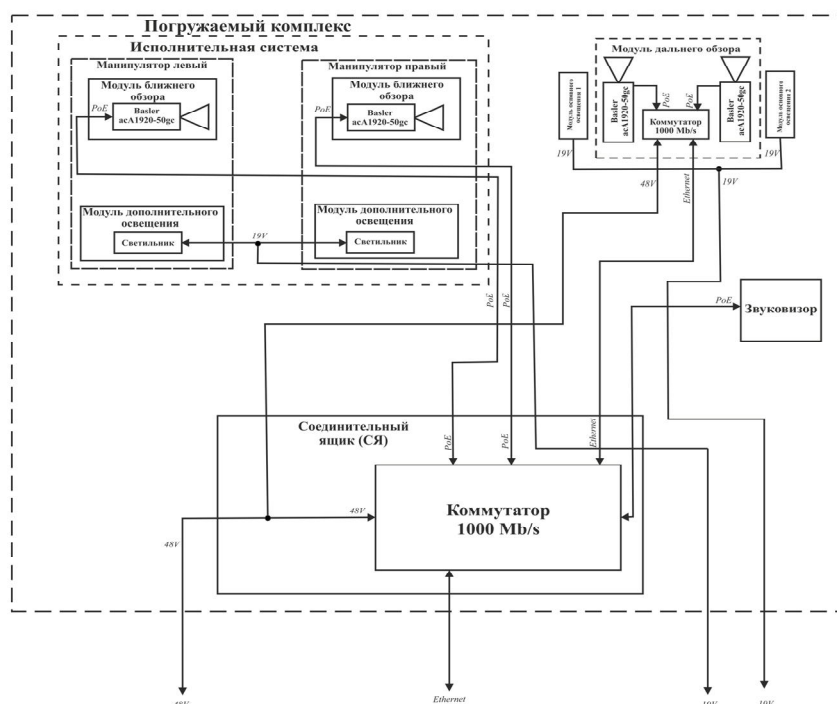 Погружаемый комплекс
Исполнительная система
Манипулятор левый
Модуль ближнего
обзора
PoE
Basler
acA1920-50gc
Модуль дополнительного
освещения
Светильник
19V
Манипулятор правый
Модуль ближнего
обзора
PoE
Basler
acA1920-50gc
Модуль дополнительного
освещения
Светильник
Модуль дальнего обзора
Модуль основного
освещения 1
Basler
acA1920-50gc
PoE
PoE
Коммутатор
1000 Mb/s
Basler
acA1920-50gc
Модуль основного
освещения 2
19V
19V
19V
48V
Ethernet
PoE
PoE
PoE
Звуковизор
Соединительный
ящик (СЯ)
PoE
PoE
Ethernet
Коммутатор
1000 Mb/s
48V
48V
48V
Ethernet
19V
19V